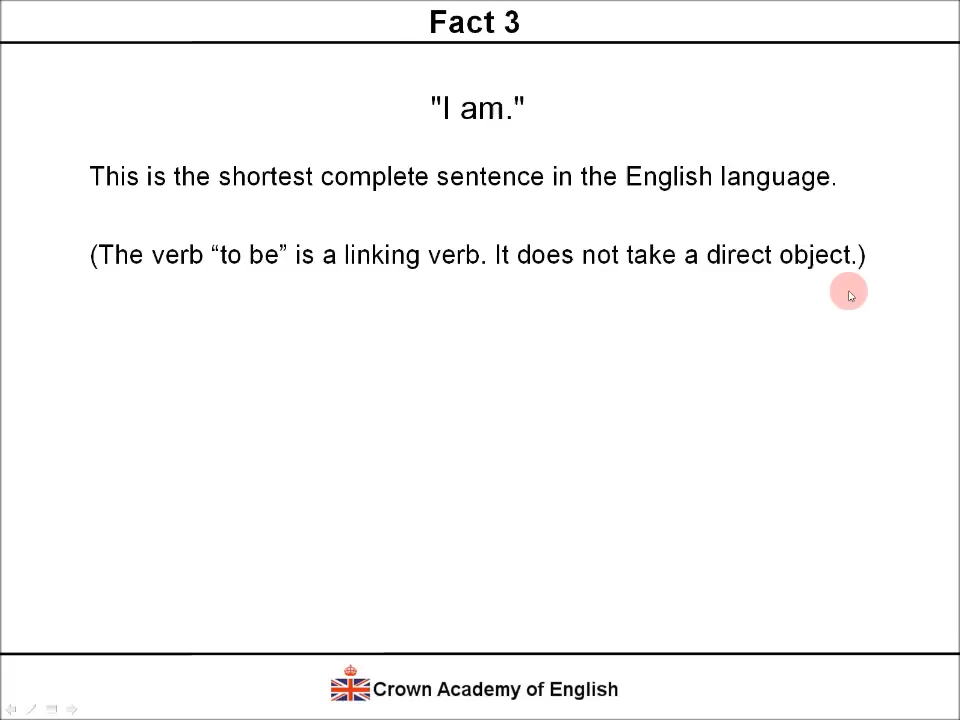 Fact 3
"I am."
This is the shortest complete sentence in the English language.
(The verb “to be” is a linking verb. It does not take a direct object.)
Crown Academy of English